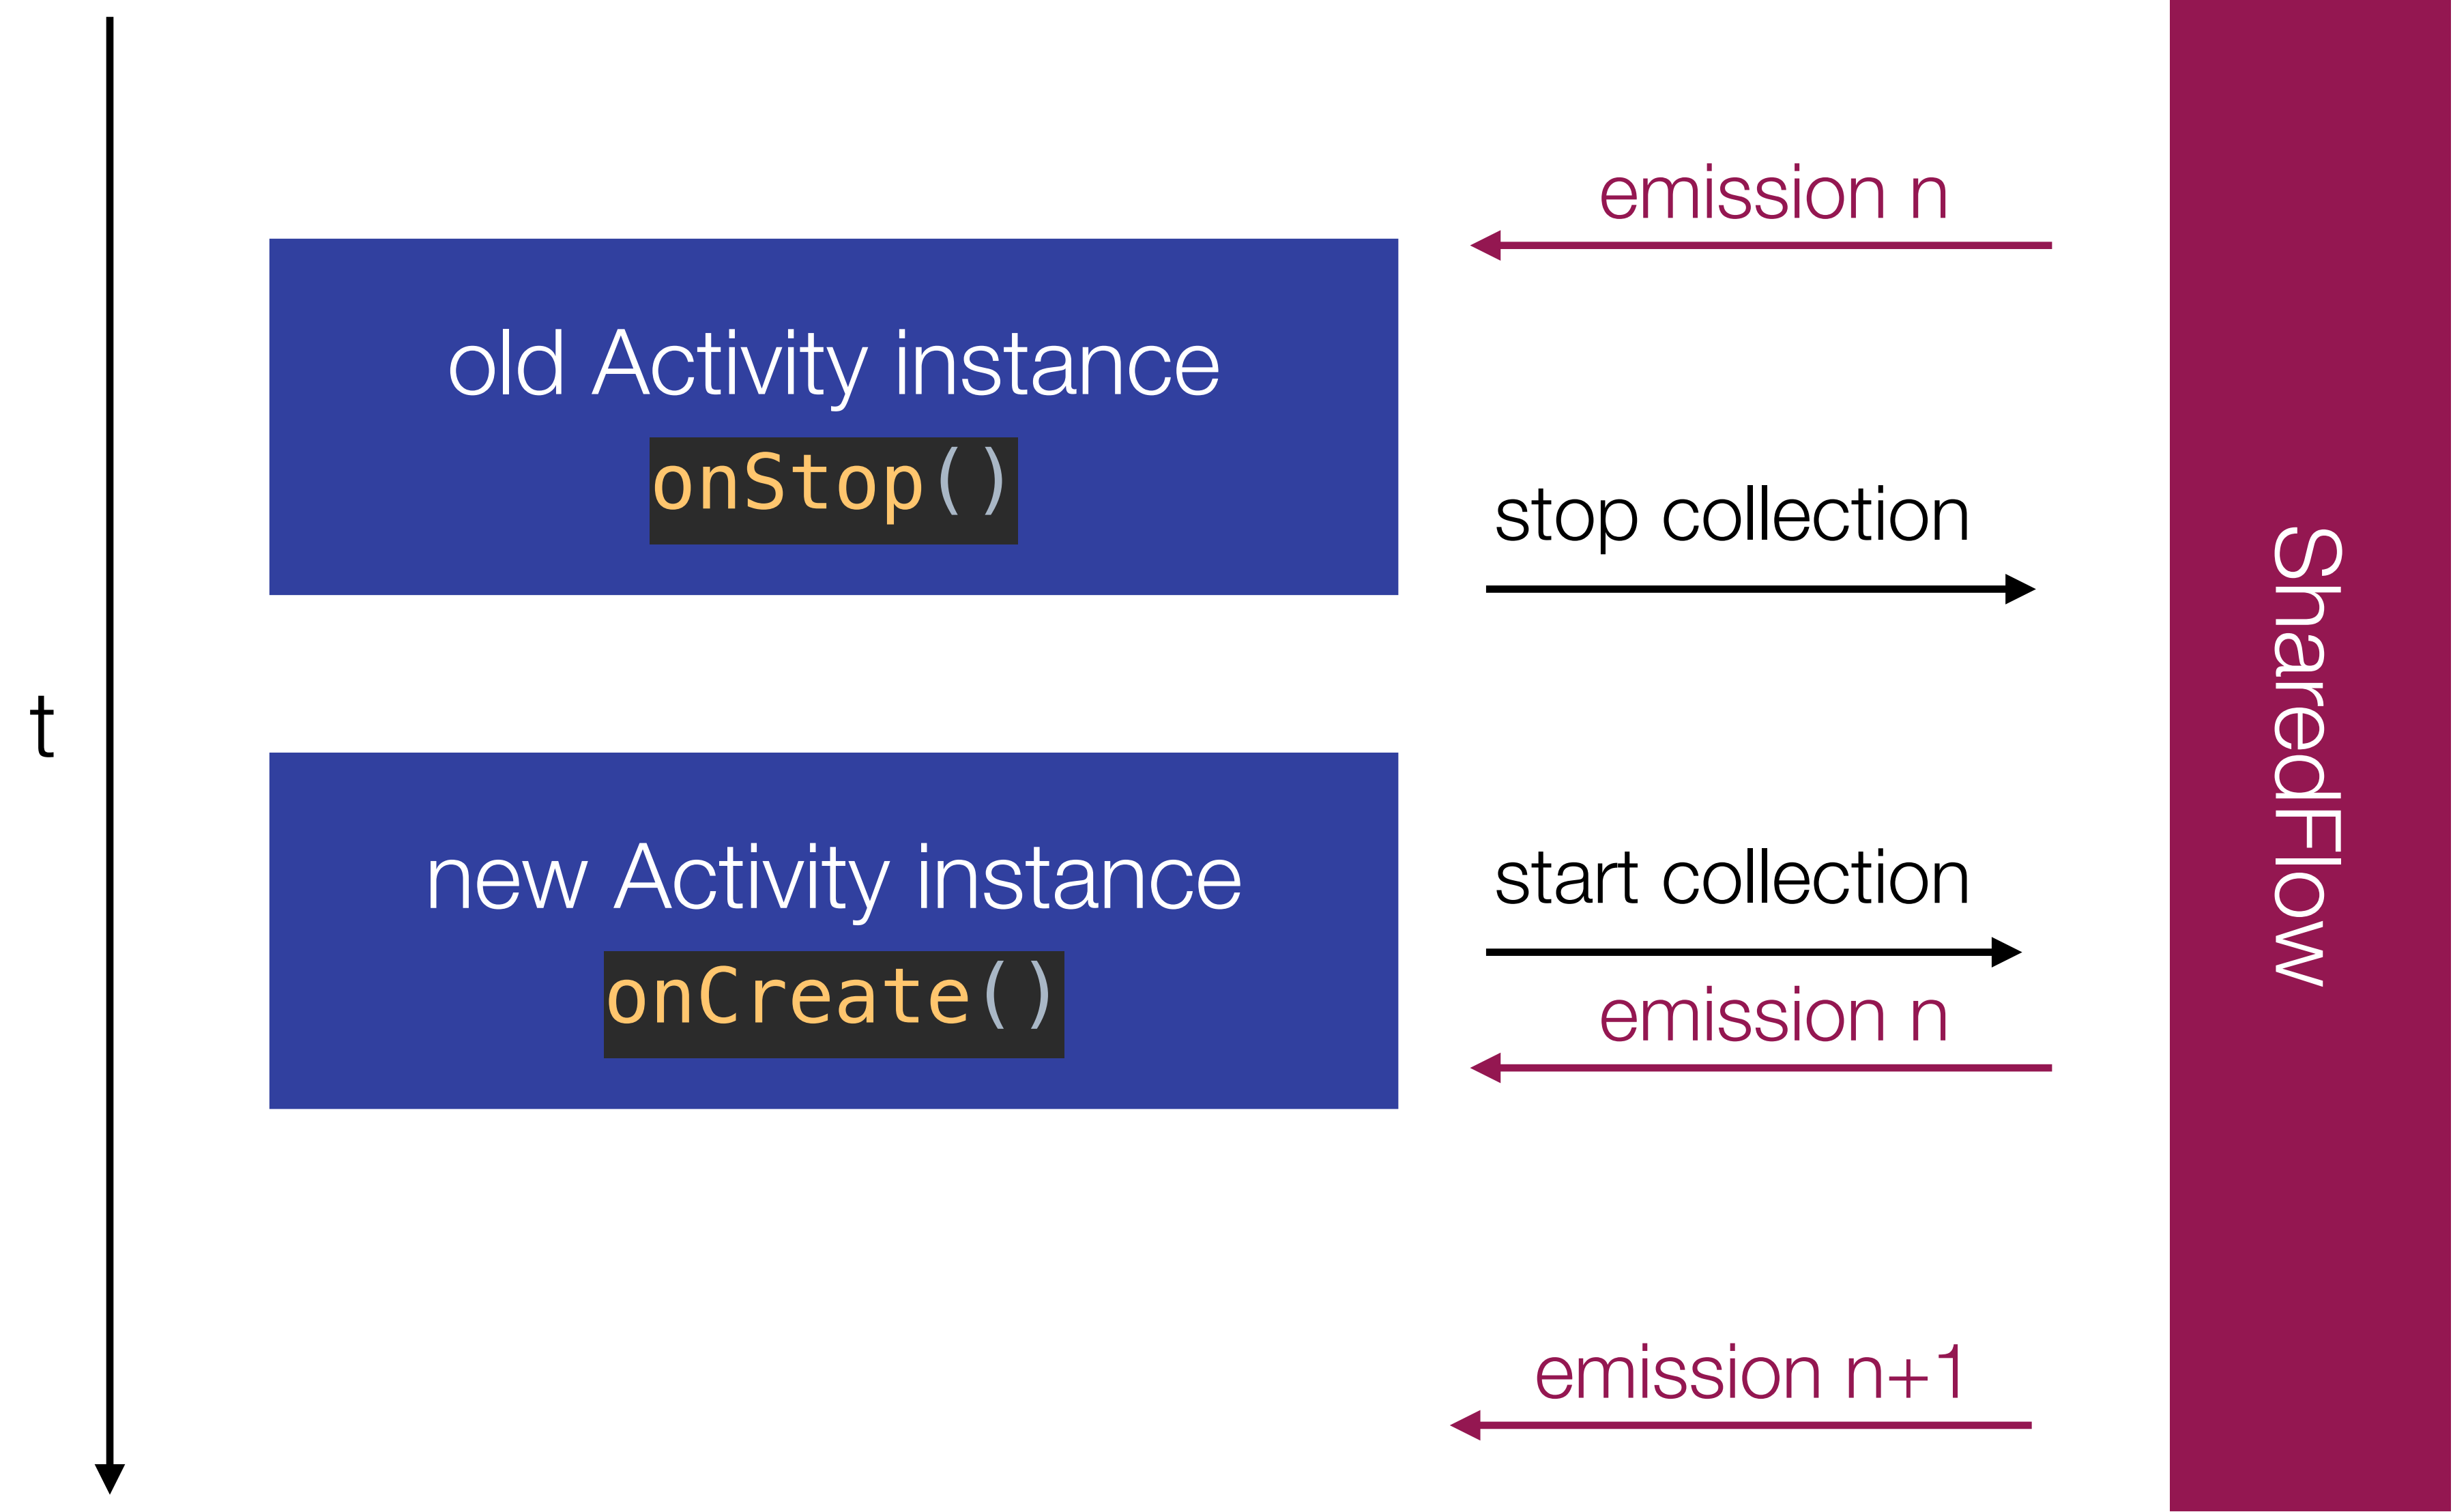 emission n
old Activity instance
onStop()
stop collection
t
SharedFlow
new Activity instance
onCreate()
start collection
emission n
emission n+1